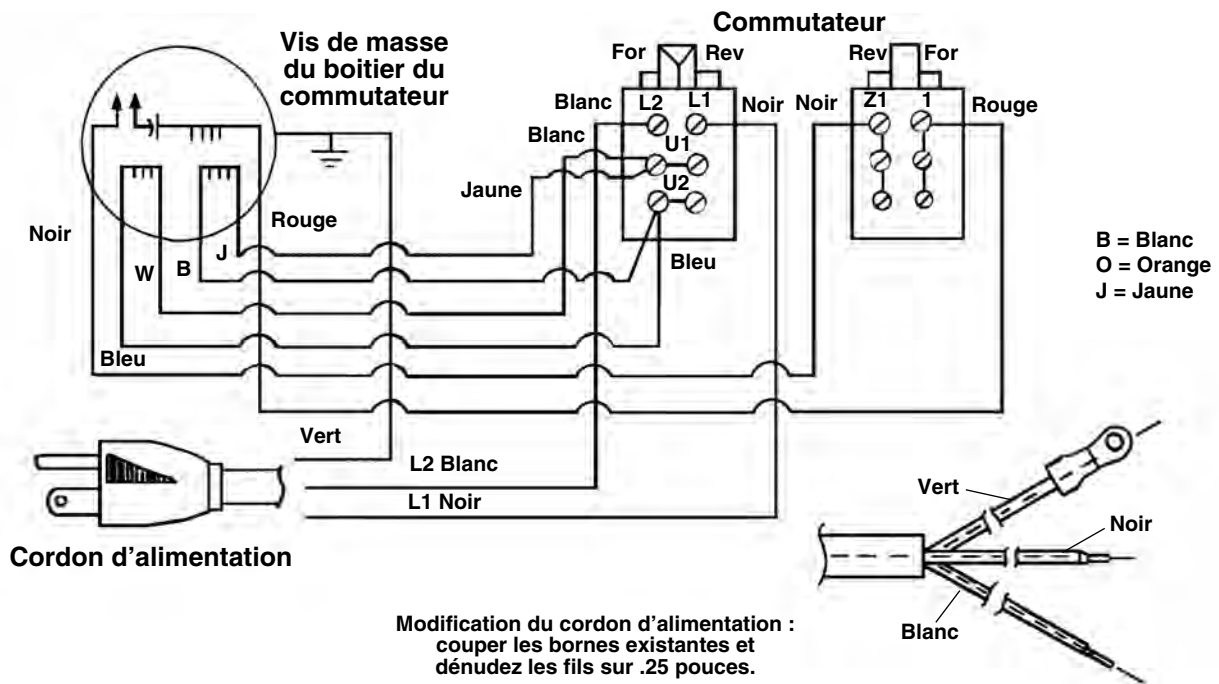 Commutateur
Vis de masse
du boitier du
commutateur
For
Rev
Rev
For
Blanc
L2
L1
Noir
Noir
Z1
1
Rouge
Blanc
U1
Jaune
U2
Noir
Rouge
W
B
J
Bleu
B = Blanc
O = Orange
J = Jaune
Bleu
Vert
L2 Blanc
L1 Noir
Cordon d’alimentation
Vert
Noir
Blanc
Modification du cordon d’alimentation :
couper les bornes existantes et
dénudez les fils sur .25 pouces.